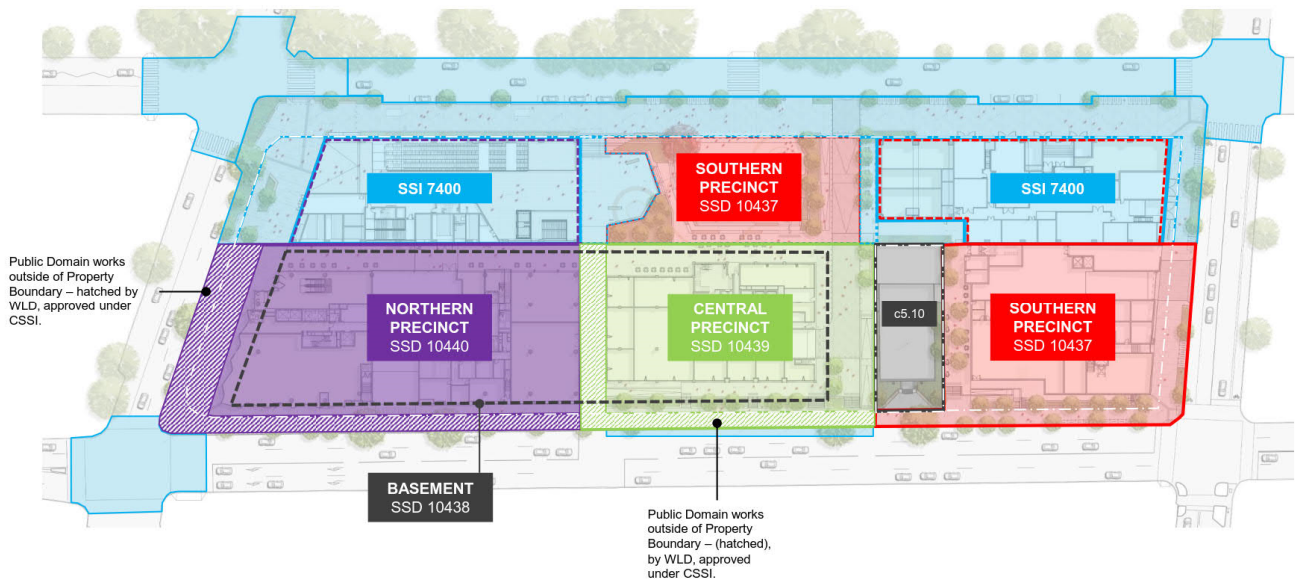 SSI 7400
SOUTHERN
PRECINCT
SSD 10437
SSI 7400
Public Domain works
outside of Property
Boundary – hatched by
WLD, approved under
CSSI.
NORTHERN
PRECINCT
SSD 10440
CENTRAL
PRECINCT
SSD 10439
c5.10
SOUTHERN
PRECINCT
SSD 10437
BASEMENT
SSD 10438
Public Domain works
outside of Property
Boundary – (hatched),
by WLD, approved
under CSSI.